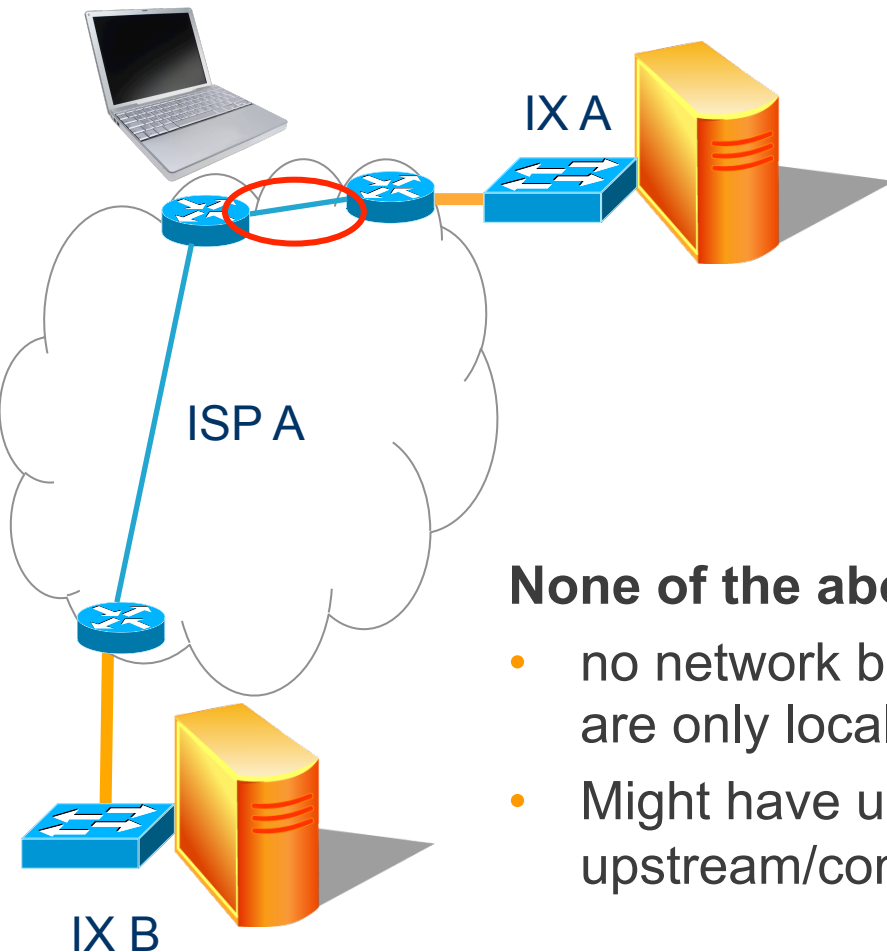 IX A
ISP A
None of the abo
• no network b
are only local
• Might have u
upstream/cor
IX B